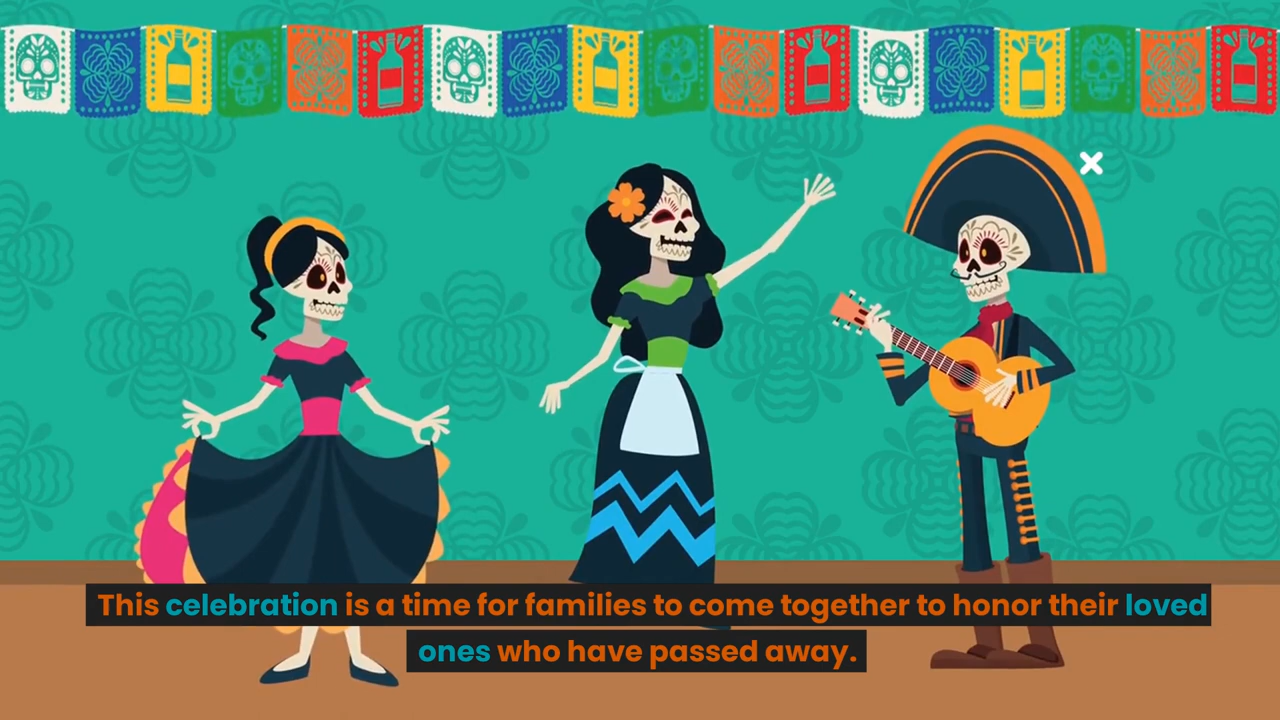 This celebration is a time for families to come together to honor their loved
ones who have passed away.